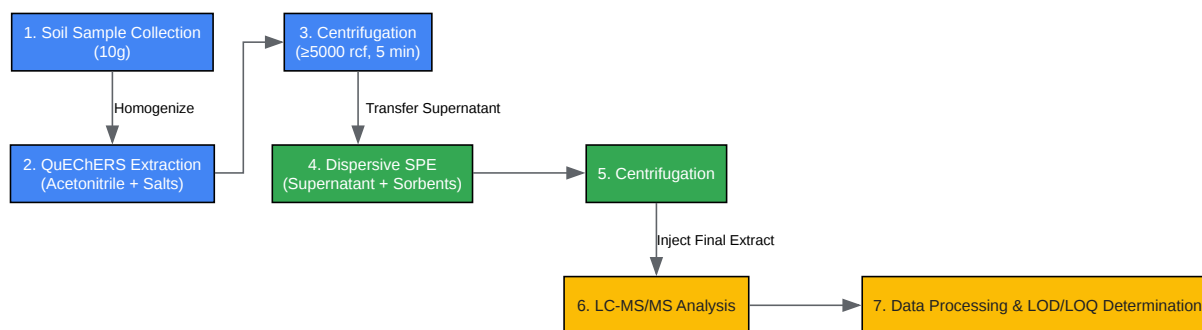 1. Soil Sample Collection
(10g)
Homogenize
2. QuEChERS Extraction
(Acetonitrile + Salts)
3. Centrifugation
(≥5000 rcf, 5 min)
Transfer Supernatant
4. Dispersive SPE
(Supernatant + Sorbents)
5. Centrifugation
Inject Final Extract
6. LC-MS/MS Analysis
7. Data Processing & LOD/LOQ Determination